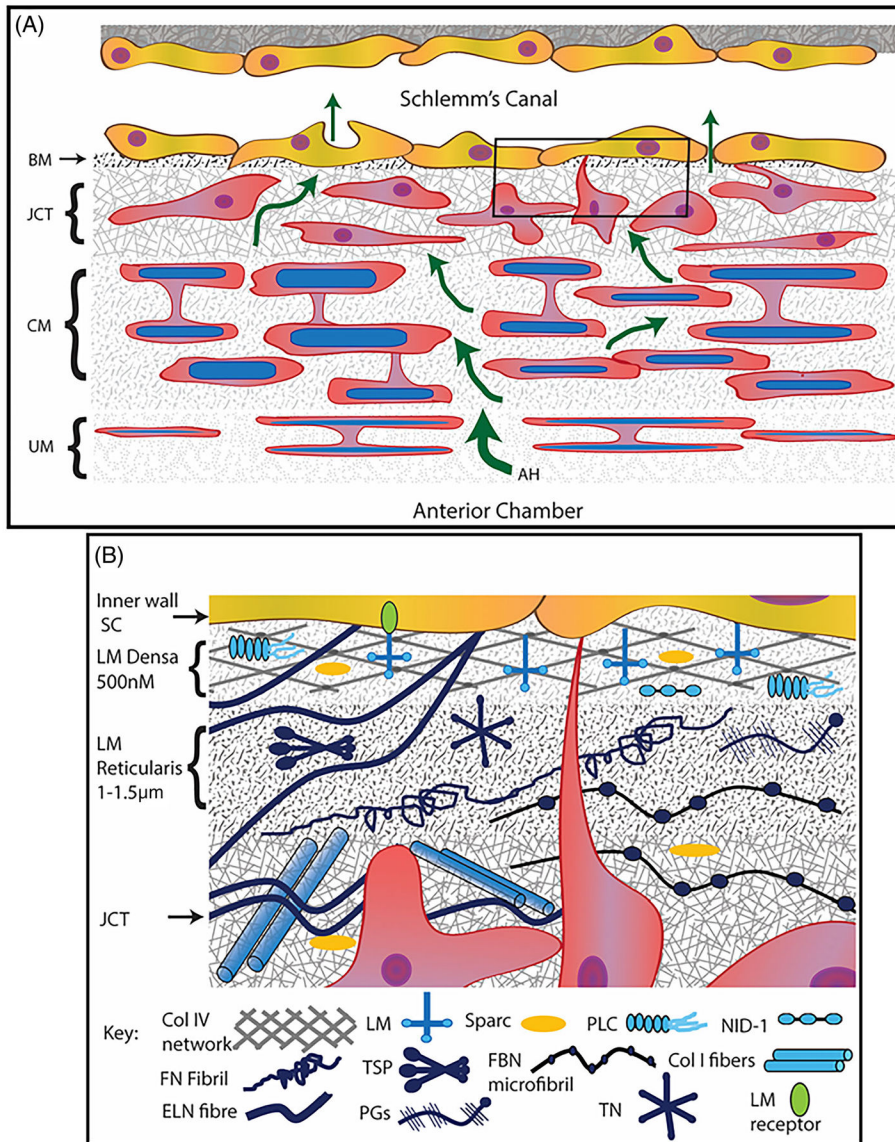 (A)
Schlemm's Canal
BM
JCT
CM
UM
AH
Anterior Chamber
(B)
Inner wall
SC
LM Densa
500nM
LM
Reticularis
1-1.5µm
JCT
Key:
Col IV
network
LM
Sparc
PLC
NID-1
FN Fibril
TSP
FBN
microfibril
Col I fibers
ELN fibre
PGs
TN
LM
receptor